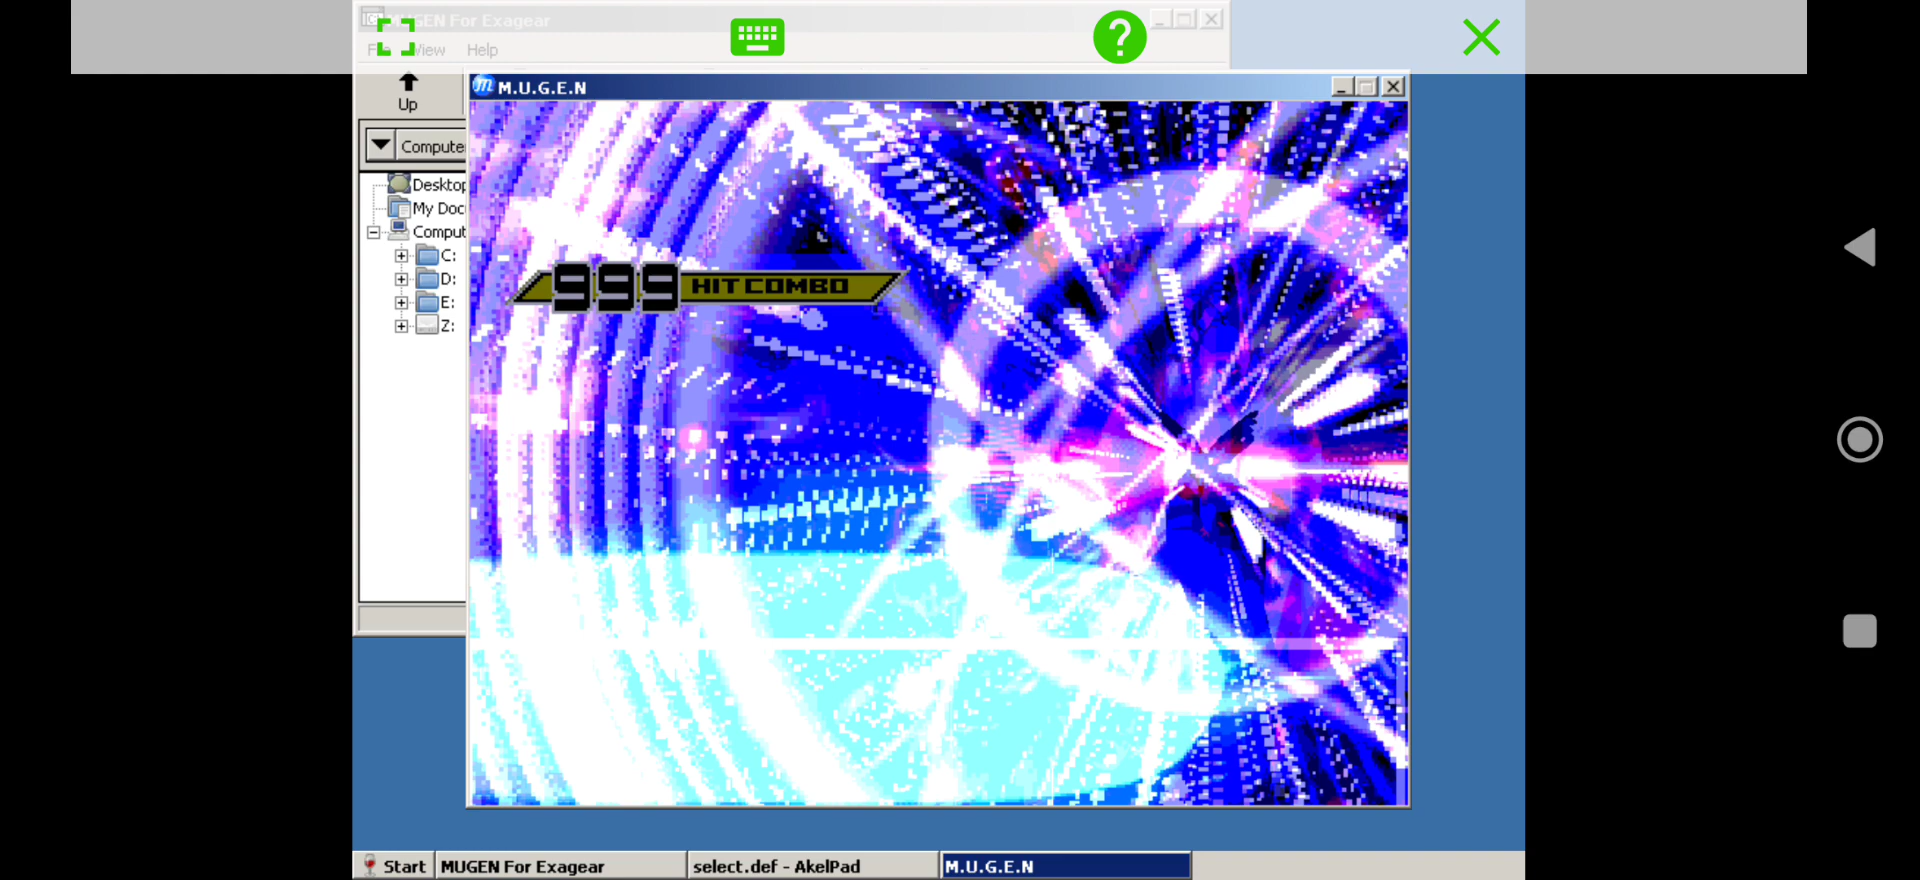 MUGEN For Exagear
File View Help
M.U.G.E.N
Up
Compute
Desktop
My Doc
Comput
C:
D:
E:
Z:
999 HIT COMBO
Start
MUGEN For Exagear
select.def - AkelPad
M.U.G.E.N